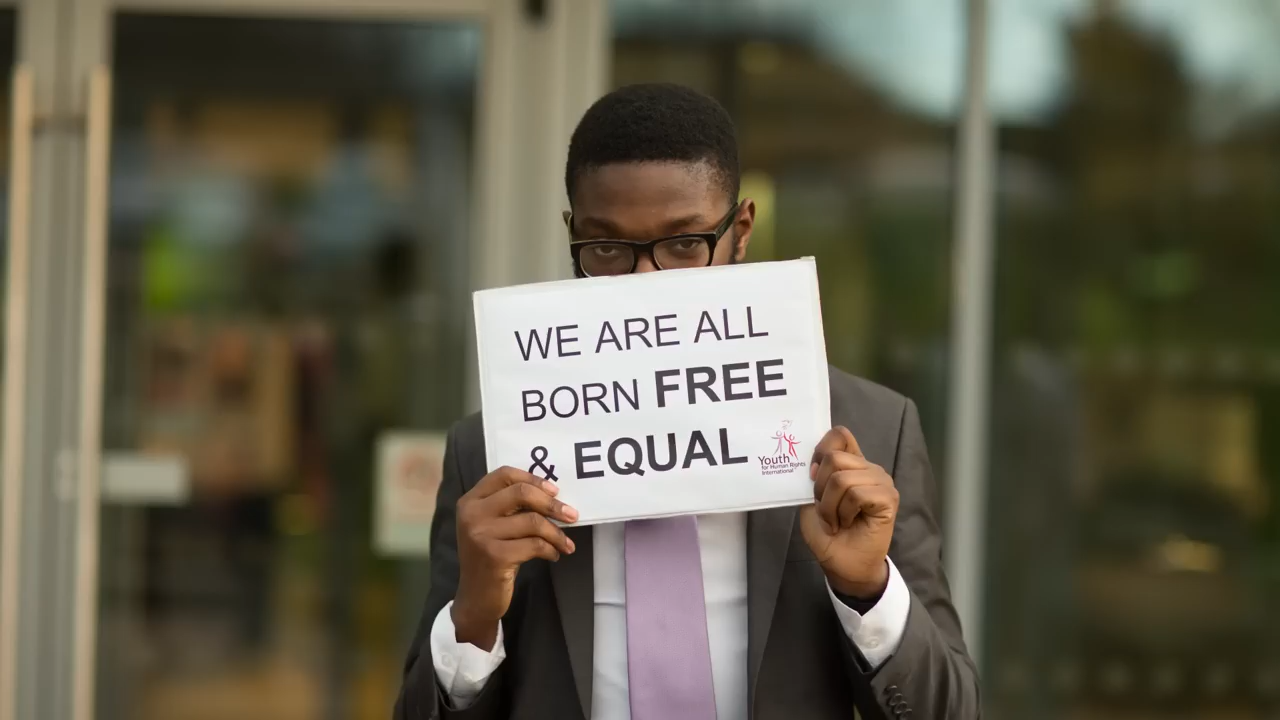 WE ARE ALL
BORN FREE
& EQUAL
Youth
for Human Rights
International